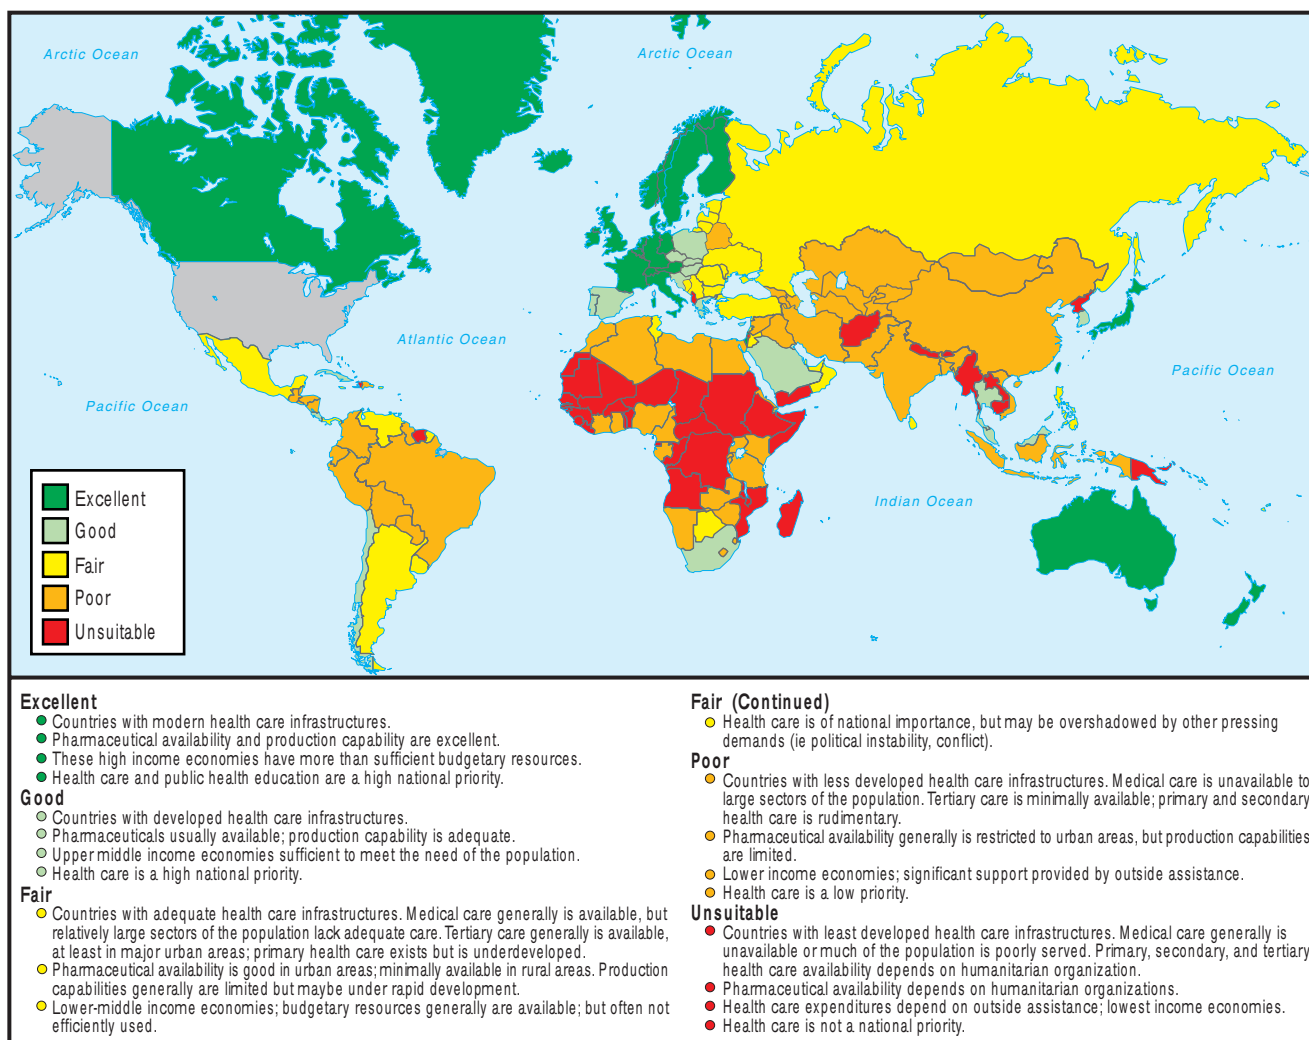 Arctic Ocean
Arctic Ocean
Atlantic Ocean
Pacific Ocean
Pacific Ocean
Indian Ocean
Excellent
Good
Fair
Poor
Unsuitable
Excellent
Countries with modern health care infrastructures.
Pharmaceutical availability and production capability are excellent.
These high income economies have more than sufficient budgetary resources.
Health care and public health education are a high national priority.
Good
Countries with developed health care infrastructures.
Pharmaceuticals usually available; production capability is adequate.
Upper middle income economies sufficient to meet the need of the population.
Health care is a high national priority.
Fair
Countries with adequate health care infrastructures. Medical care generally is available, but
relatively large sectors of the population lack adequate care. Tertiary care generally is available,
at least in major urban areas; primary health care exists but is underdeveloped.
Pharmaceutical availability is good in urban areas; minimally available in rural areas. Production
capabilities generally are limited but maybe under rapid development.
Lower-middle income economies; budgetary resources generally are available; but often not
efficiently used.
Fair (Continued)
Health care is of national importance, but may be overshadowed by other pressing
demands (ie political instability, conflict).
Poor
Countries with less developed health care infrastructures. Medical care is unavailable to
large sectors of the population. Tertiary care is minimally available; primary and secondary
health care is rudimentary.
Pharmaceutical availability generally is restricted to urban areas, but production capabilities
are limited.
Lower income economies; significant support provided by outside assistance.
Health care is a low priority.
Unsuitable
Countries with least developed health care infrastructures. Medical care generally is
unavailable or much of the population is poorly served. Primary, secondary, and tertiary
health care availability depends on humanitarian organization.
Pharmaceutical availability depends on humanitarian organizations.
Health care expenditures depend on outside assistance; lowest income economies.
Health care is not a national priority.